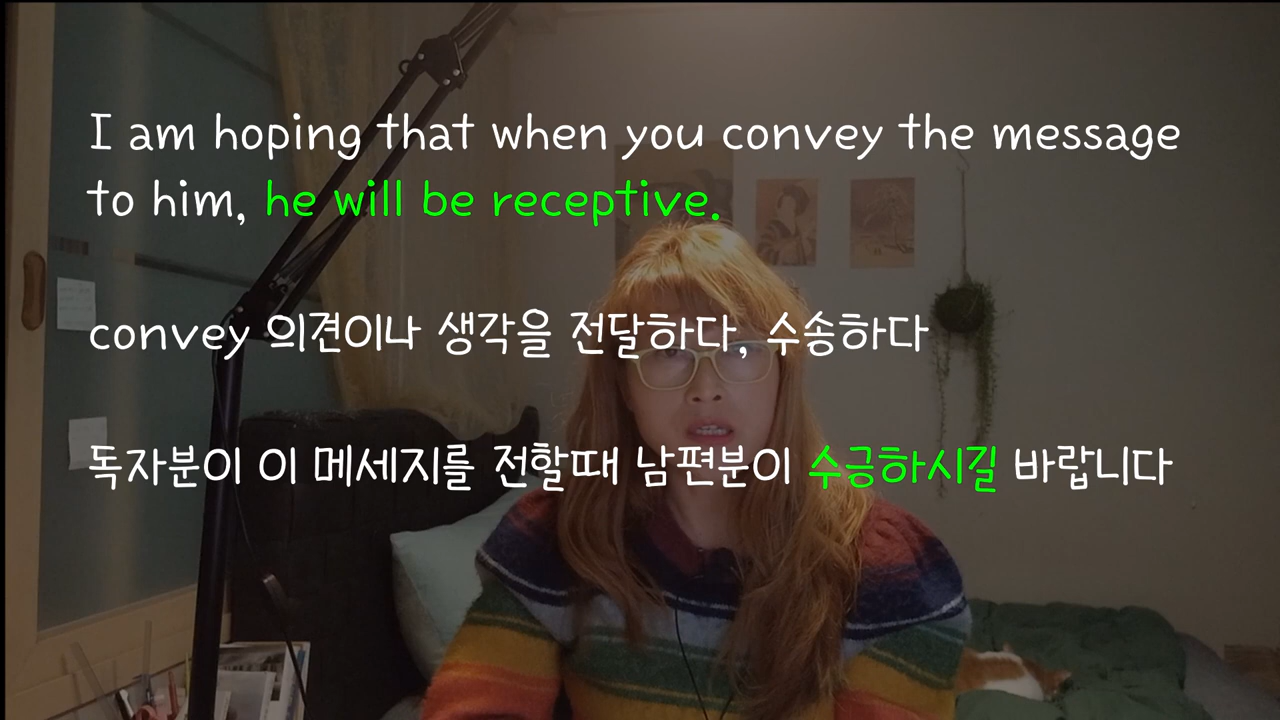 I am hoping that when you convey the message
to him, he will be receptive.
convey 의견이나 생각을 전달하다, 수송하다
독자분이 이 메세지를 전할때 남편분이 수긍하시길 바랍니다